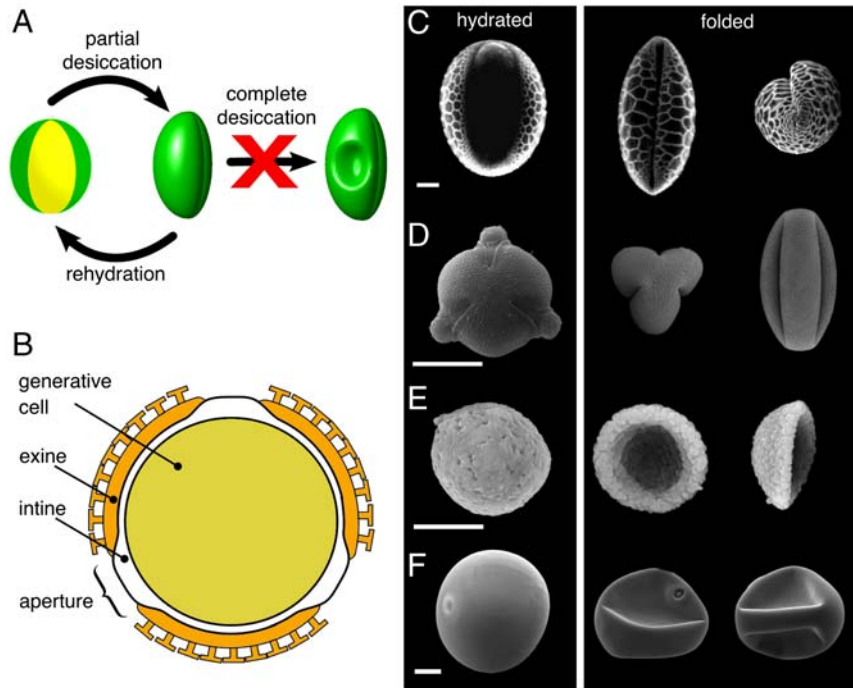 A
partial
desiccation
complete
desiccation
rehydration
B
generative
cell
exine
intine
aperture
hydrated
folded
C
D
E
F